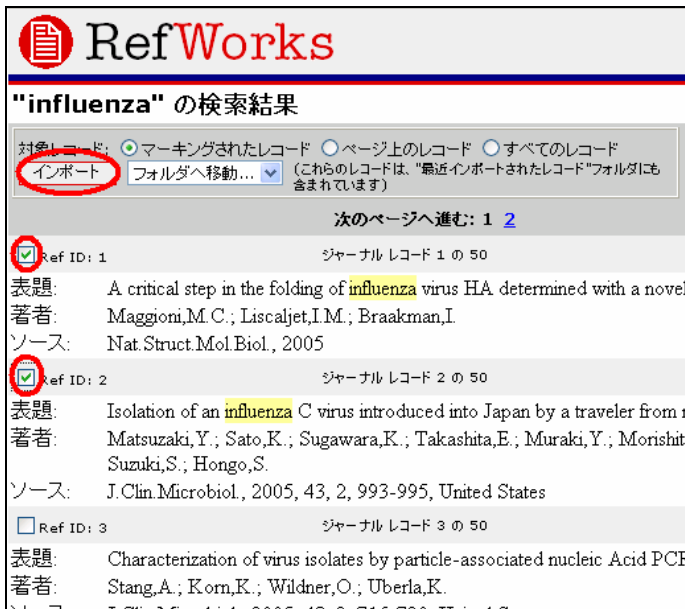 RefWorks
"influenza" の検索結果
対象レコード: マーキングされたレコード ページ上のレコード すべてのレコード
インポート フォルダへ移動... (これらのレコードは、"最近インポートされたレコード"フォルダにも
含まれています)
次のページへ進む: 1 2
Ref ID: 1 ジャーナル レコード 1 の 50
表題: A critical step in the folding of influenza virus HA determined with a novel
著者: Maggioni,M.C.; Liscaljet,I.M.; Braakman,I.
ソース: Nat.Struct.Mol.Biol., 2005
Ref ID: 2 ジャーナル レコード 2 の 50
表題: Isolation of an influenza C virus introduced into Japan by a traveler from
著者: Matsuzaki,Y.; Sato,K.; Sugawara,K.; Takashita,E.; Muraki,Y.; Morishit
Suzuki,S.; Hongo,S.
ソース: J.Clin.Microbiol., 2005, 43, 2, 993-995, United States
Ref ID: 3 ジャーナル レコード 3 の 50
表題: Characterization of virus isolates by particle-associated nucleic Acid PCR
著者: Stang,A.; Korn,K.; Wildner,O.; Uberla,K.